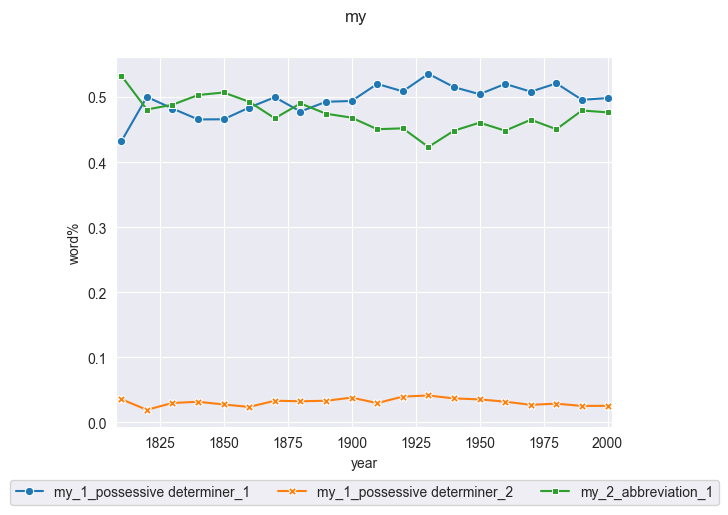 my
0.5
0.4
0.3
0.2
0.1
0.0
word%
1825 1850 1875 1900 1925 1950 1975 2000
year
my_1_possessive determiner_1 my_1_possessive determiner_2 my_2_abbreviation_1